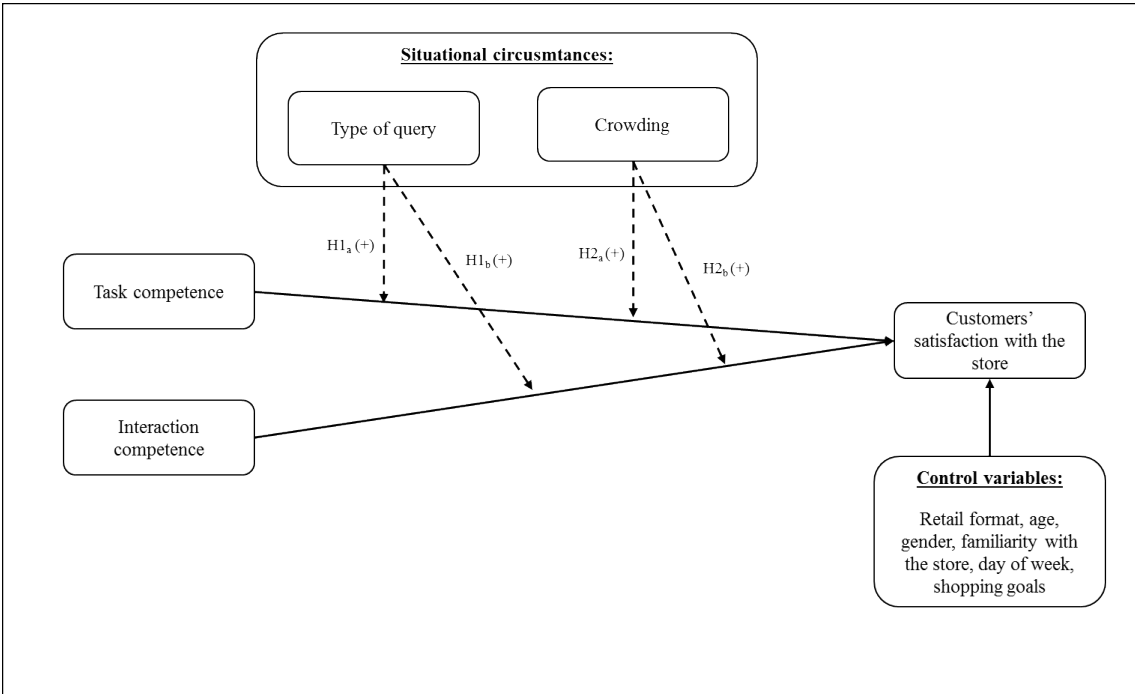 Situational circusmtances:
Type of query
Crowding
H1a (+)
H1b (+)
H2a (+)
H2b (+)
Task competence
Customers’
satisfaction with the
store
Interaction
competence
Control variables:
Retail format, age,
gender, familiarity with
the store, day of week,
shopping goals